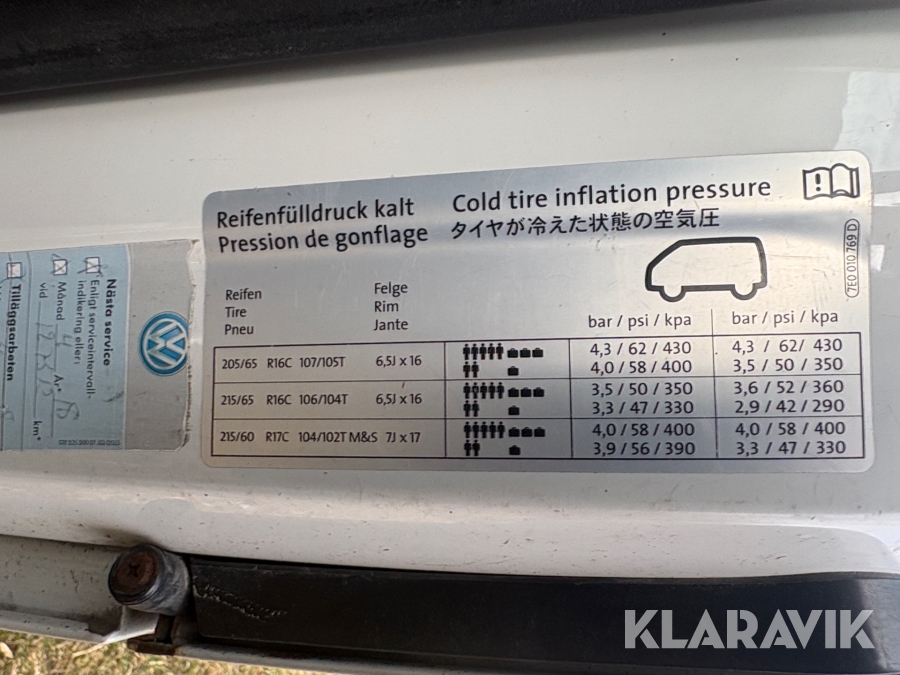 Reifenfülldruck kalt
Pression de gonflage
Cold tire inflation pressure
タイヤが冷えた状態の空気圧
7E0 010 769 D
Reifen
Tire
Pneu
Felge
Rim
Jante
bar / psi / kpa
bar / psi / kpa
205/65 R16C 107/105T 6,5J x 16 4,3 / 62 / 430 4,3 / 62 / 430
4,0 / 58 / 400 3,5 / 50 / 350
215/65 R16C 106/104T 6,5J x 16 3,5 / 50 / 350 3,6 / 52 / 360
3,3 / 47 / 330 2,9 / 42 / 290
215/60 R17C 104/102T M&S 7J x 17 4,0 / 58 / 400 4,0 / 58 / 400
3,9 / 56 / 390 3,3 / 47 / 330
Nästa service
Enligt serviceintervall-
indikering eller:
Månad 4 År 18
vid km
Tilläggsarbeten
KLARAVIK